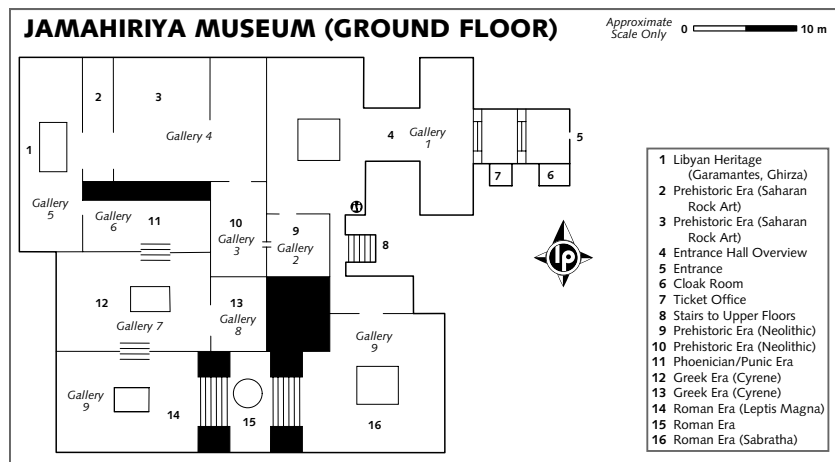 JAMAHIRIYA MUSEUM (GROUND FLOOR)
Approximate
Scale Only
0 10 m
2
3
Gallery 4
4
Gallery
1
5
1
7
6
Gallery
5
Gallery
6
11
10
Gallery
3
9
Gallery
2
8
12
Gallery 7
13
Gallery
8
Gallery
9
Gallery
9
14
15
16
lp
1 Libyan Heritage
(Garamantes, Ghirza)
2 Prehistoric Era (Saharan
Rock Art)
3 Prehistoric Era (Saharan
Rock Art)
4 Entrance Hall Overview
5 Entrance
6 Cloak Room
7 Ticket Office
8 Stairs to Upper Floors
9 Prehistoric Era (Neolithic)
10 Prehistoric Era (Neolithic)
11 Phoenician/Punic Era
12 Greek Era (Cyrene)
13 Greek Era (Cyrene)
14 Roman Era (Leptis Magna)
15 Roman Era
16 Roman Era (Sabratha)